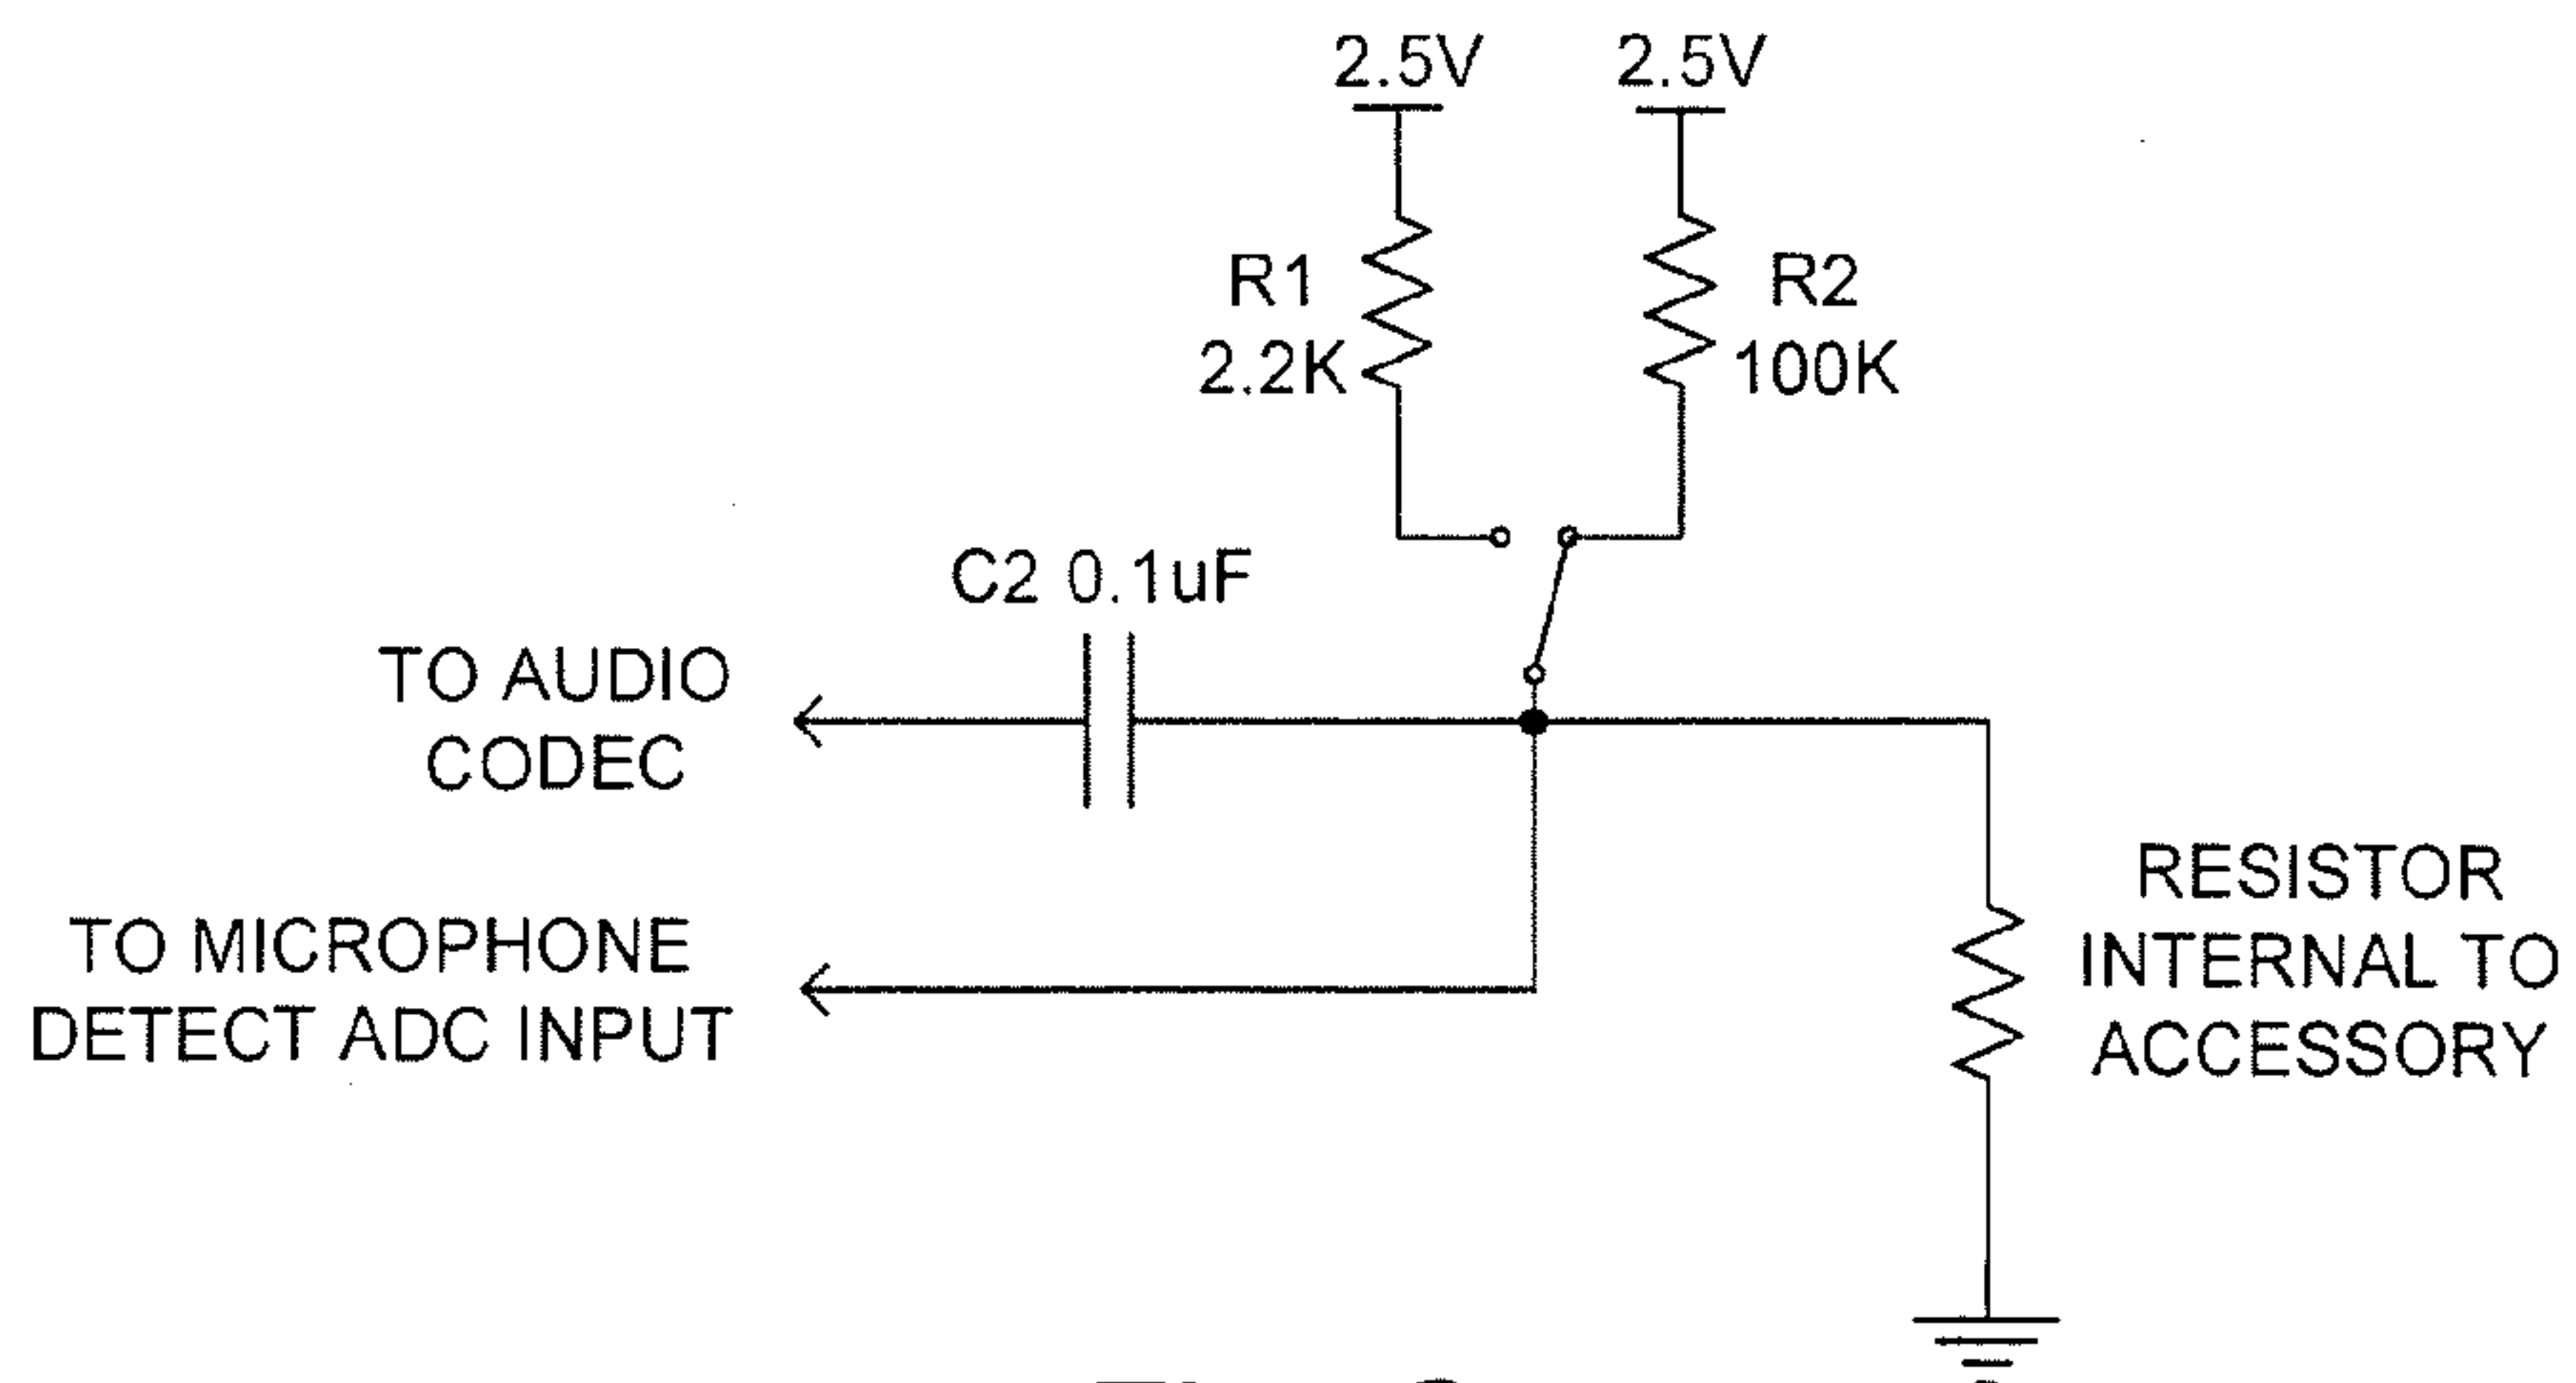 2.5V
2.5V
R1
2.2K
R2
100K
C2 0.1uF
TO AUDIO
CODEC
TO MICROPHONE
DETECT ADC INPUT
RESISTOR
INTERNAL TO
ACCESSORY